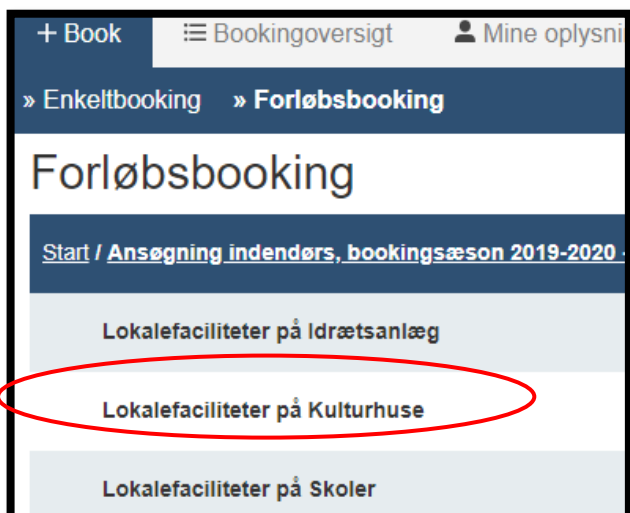 + Book Bookingoversigt Mine
» Enkeltbooking » Forløbsbooking
Forløbsbooking
Start / Ansøgning indendørs, bookingsæson 2019-2020 -
Lokalefaciliteter på Idrætsanlæg
Lokalefaciliteter på Kulturhuse
Lokalefaciliteter på Skoler